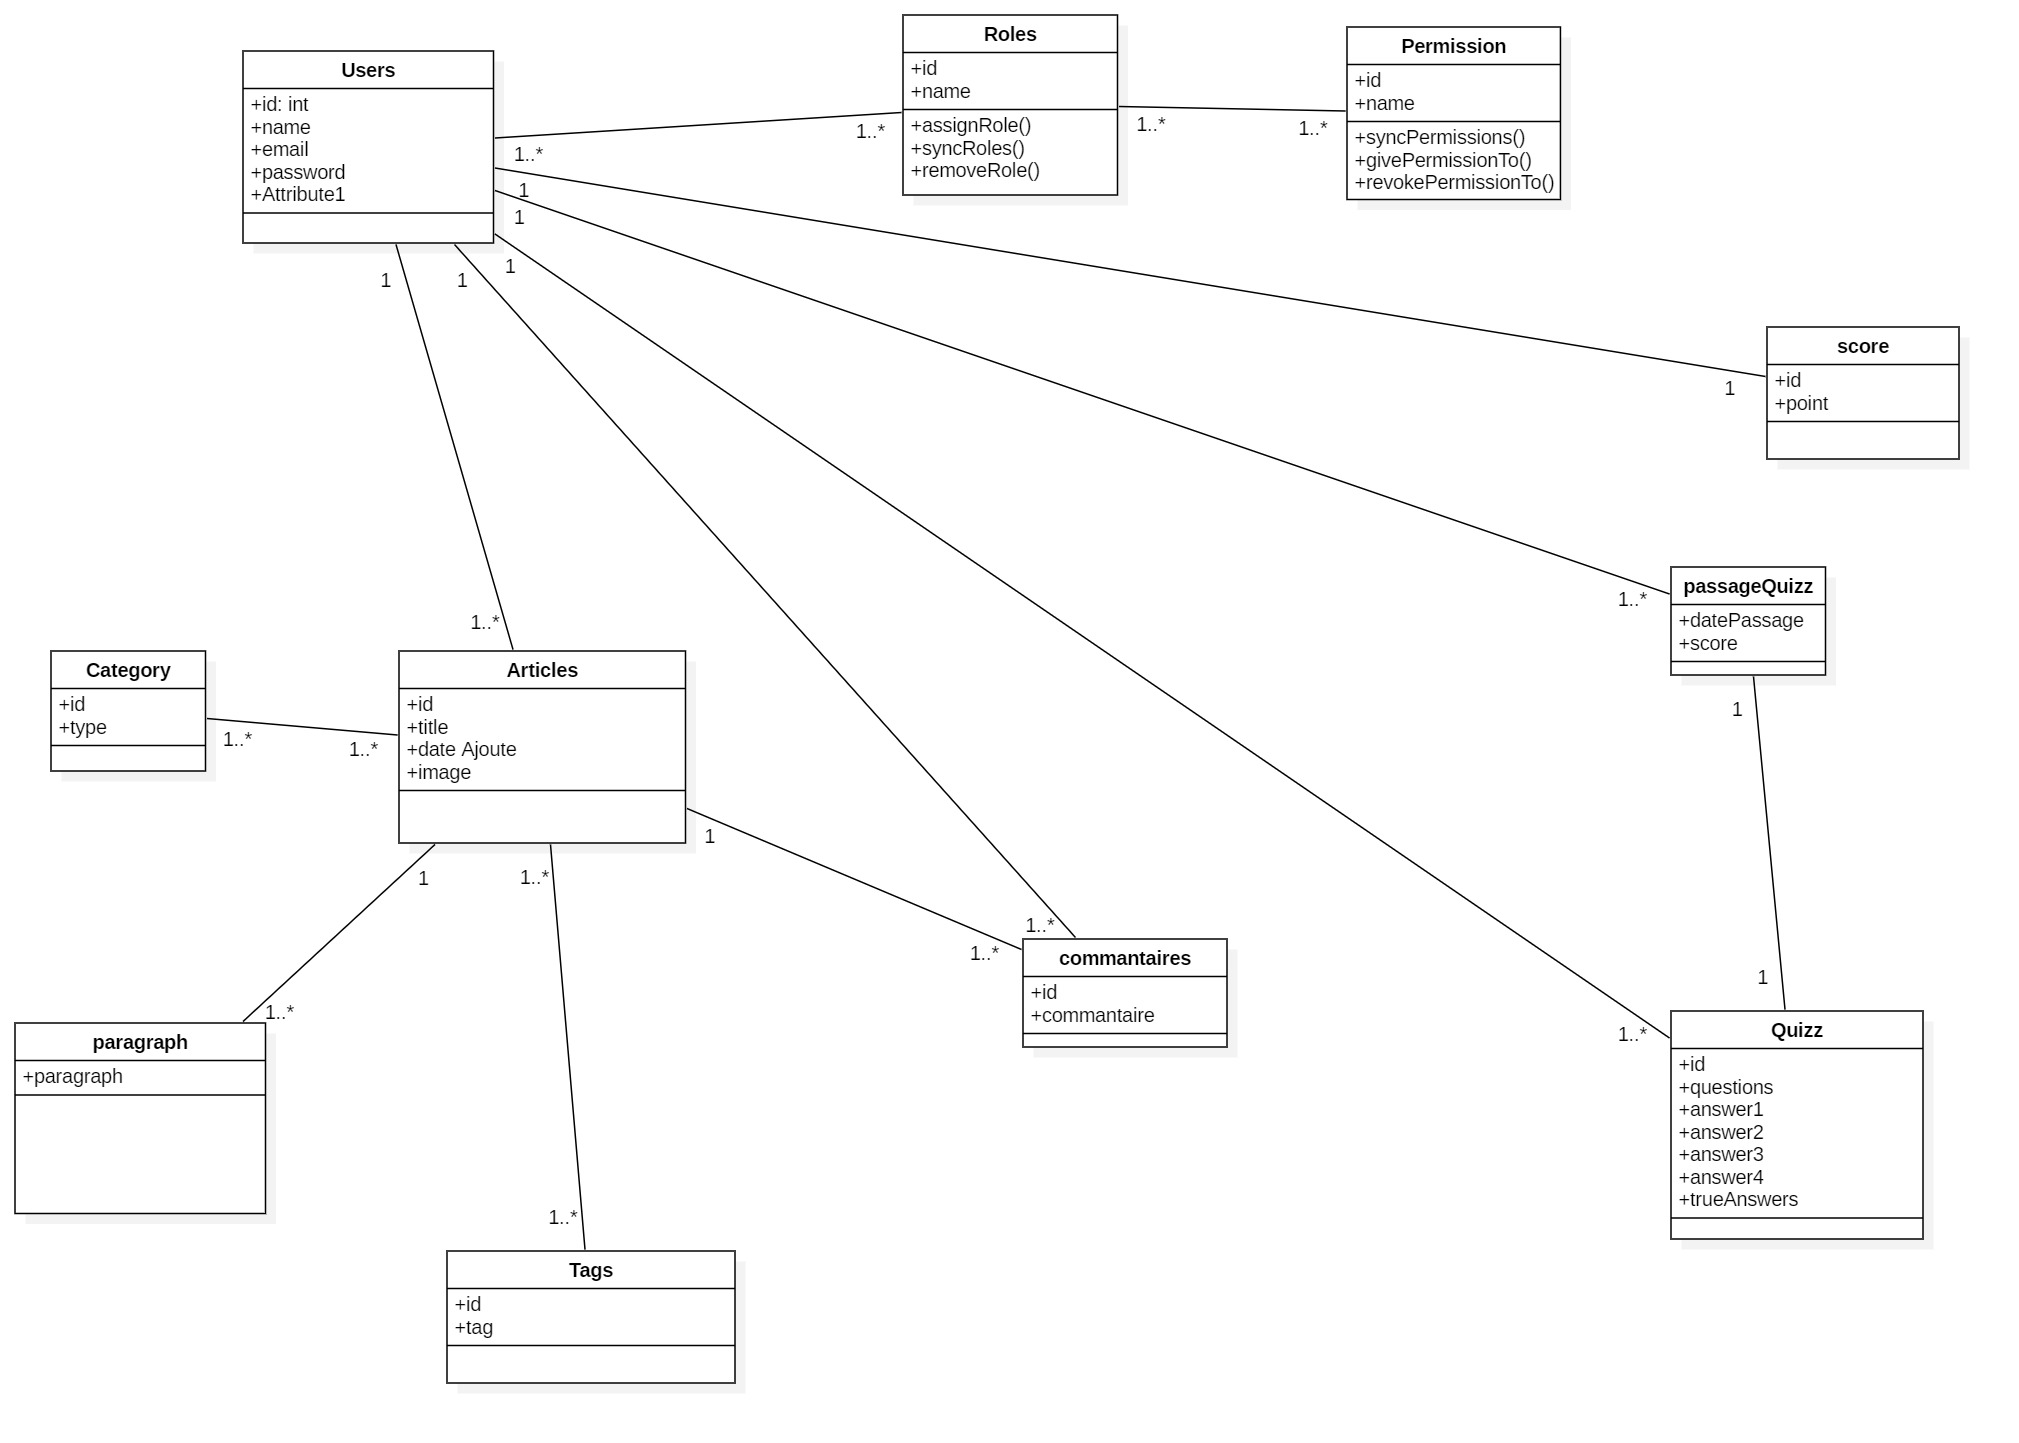 Users
+id: int
+name
+email
+password
+Attribute1
Roles
+id
+name
+assignRole()
+syncRoles()
+removeRole()
Permission
+id
+name
+syncPermissions()
+givePermissionTo()
+revokePermissionTo()
1..*
1..*
1..*
1..*
1
1
1
1
1
score
+id
+point
1
passageQuizz
+datePassage
+score
1..*
1
1..*
Category
+id
+type
1..*
1..*
Articles
+id
+title
+date Ajoute
+image
1
1..*
1
1..*
1..*
commantaires
+id
+commantaire
1
1..*
Quizz
+id
+questions
+answer1
+answer2
+answer3
+answer4
+trueAnswers
1..*
paragraph
+paragraph
1..*
Tags
+id
+tag